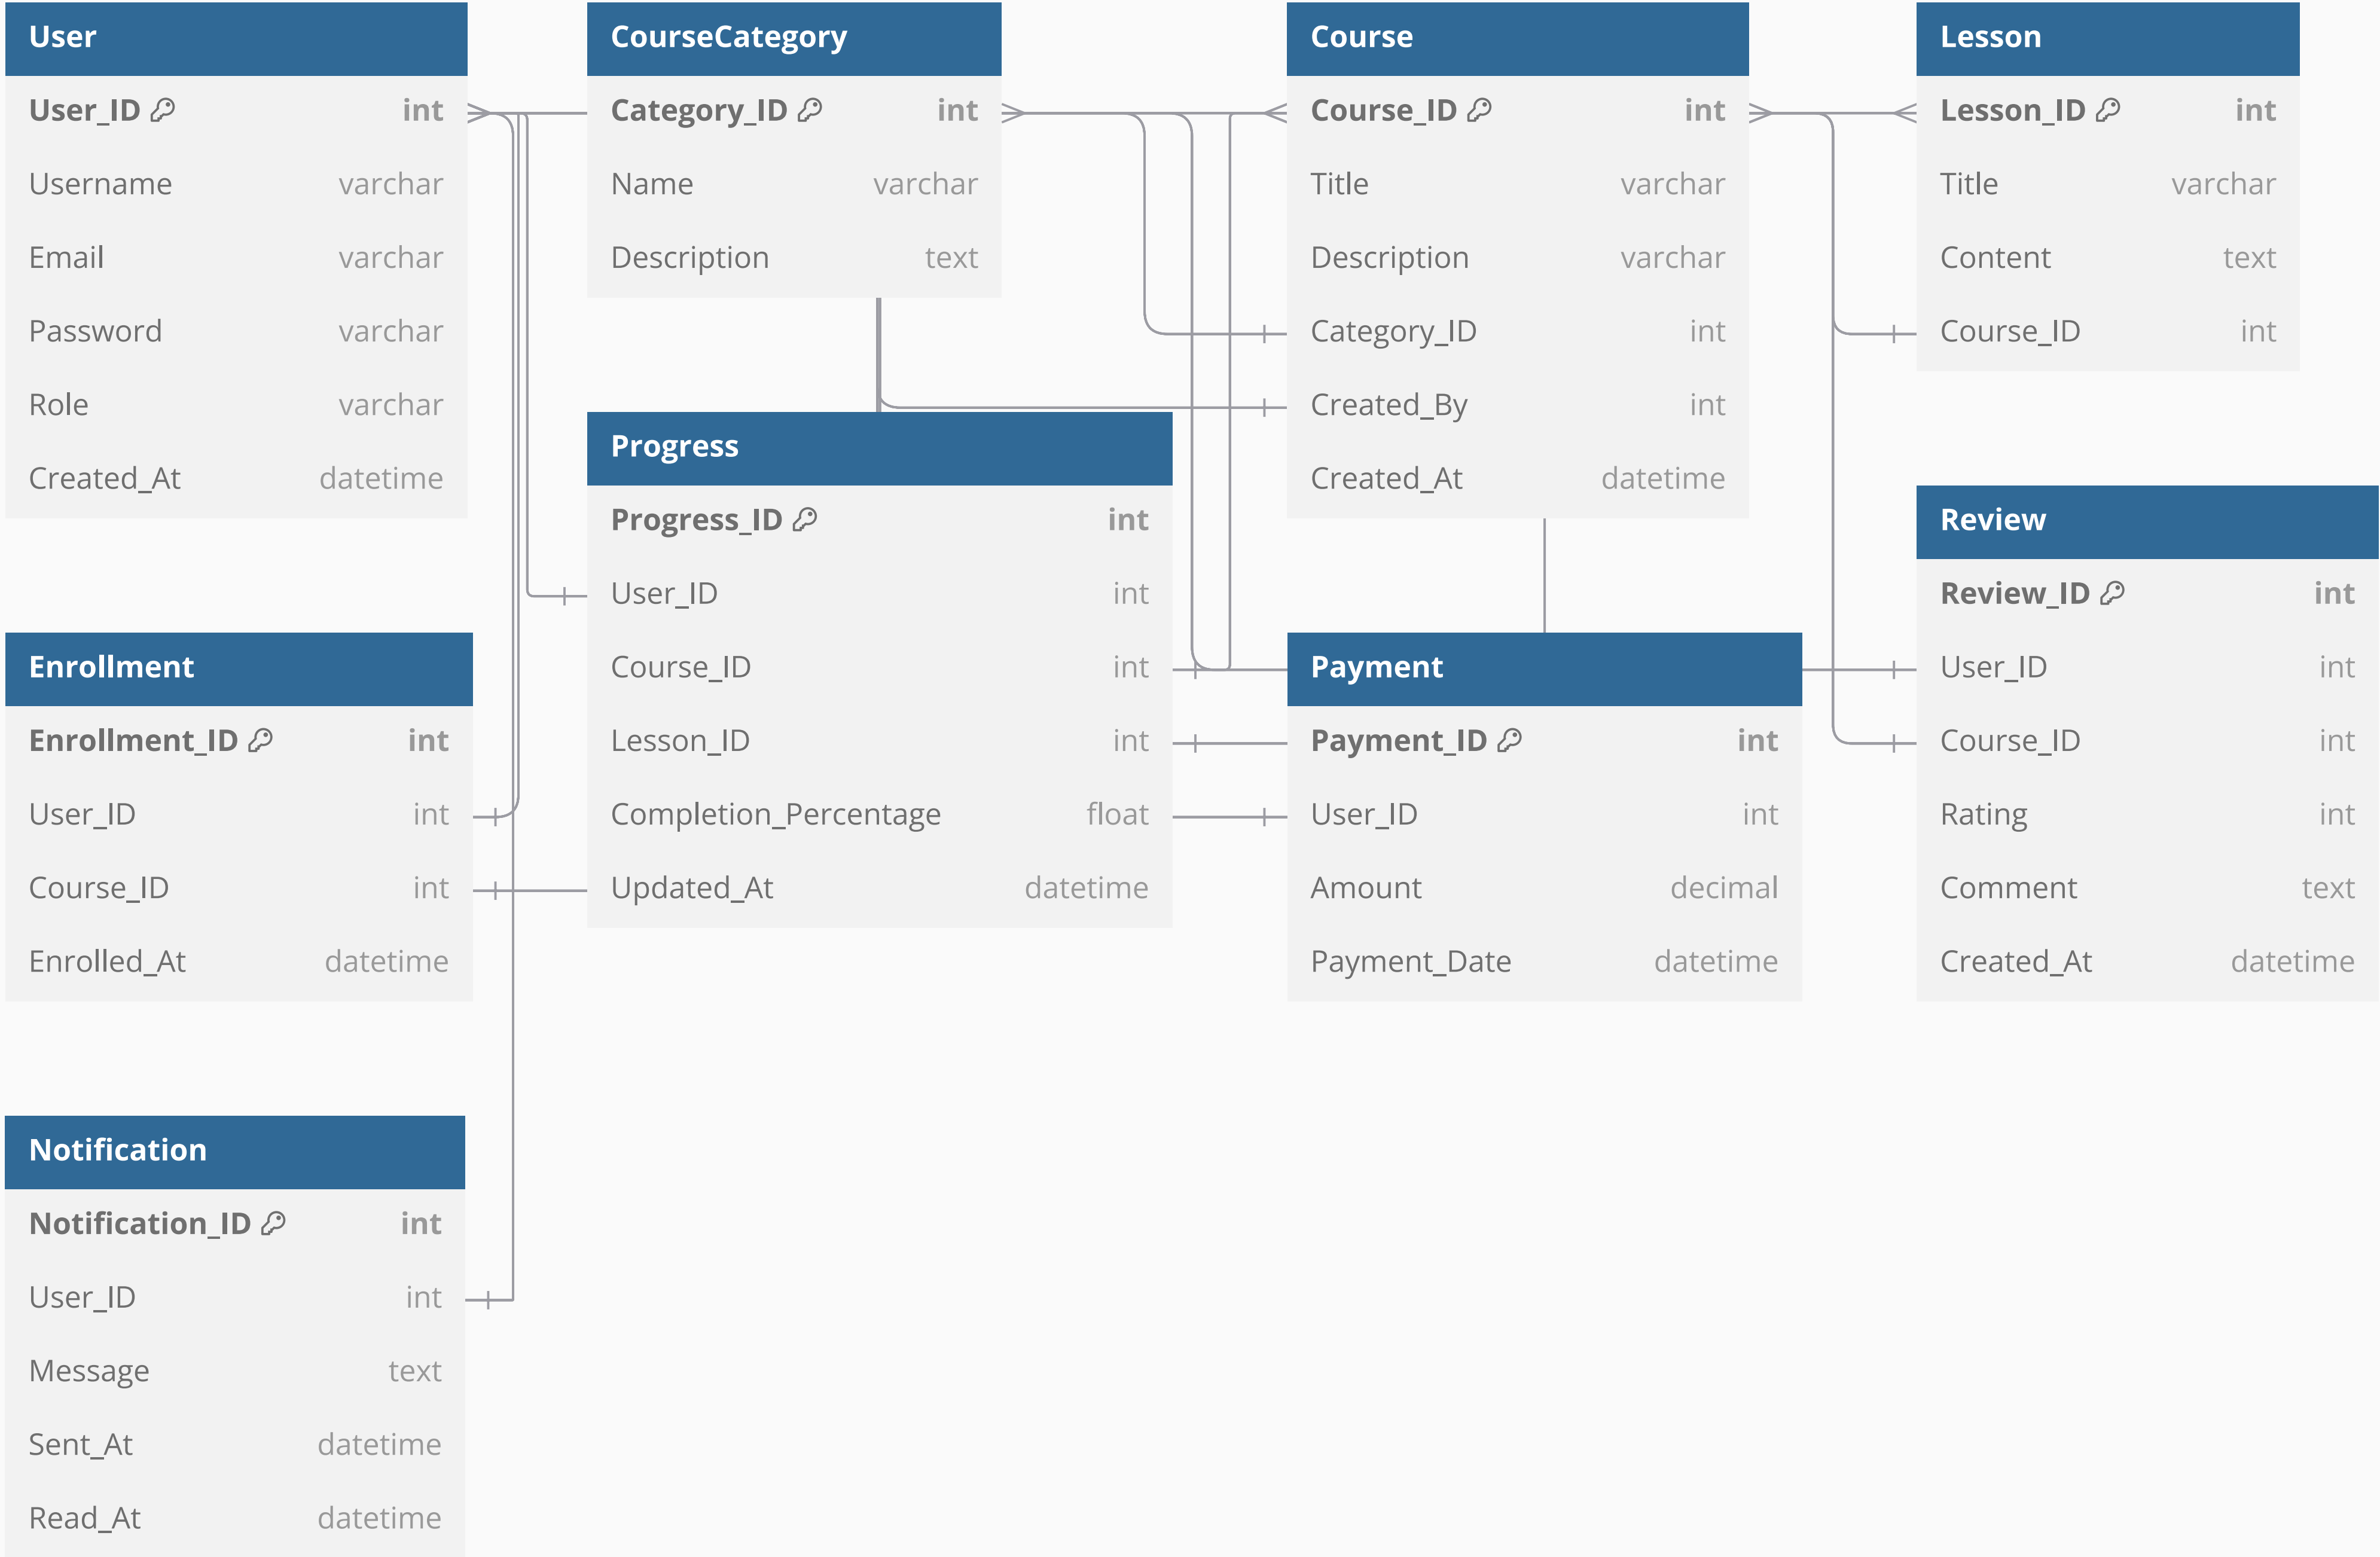 User
User_ID int
Username varchar
Email varchar
Password varchar
Role varchar
Created_At datetime
CourseCategory
Category_ID int
Name varchar
Description text
Course
Course_ID int
Title varchar
Description varchar
Category_ID int
Created_By int
Created_At datetime
Lesson
Lesson_ID int
Title varchar
Content text
Course_ID int
Progress
Progress_ID int
User_ID int
Course_ID int
Lesson_ID int
Completion_Percentage float
Updated_At datetime
Review
Review_ID int
User_ID int
Course_ID int
Rating int
Comment text
Created_At datetime
Enrollment
Enrollment_ID int
User_ID int
Course_ID int
Enrolled_At datetime
Payment
Payment_ID int
User_ID int
Amount decimal
Payment_Date datetime
Notification
Notification_ID int
User_ID int
Message text
Sent_At datetime
Read_At datetime